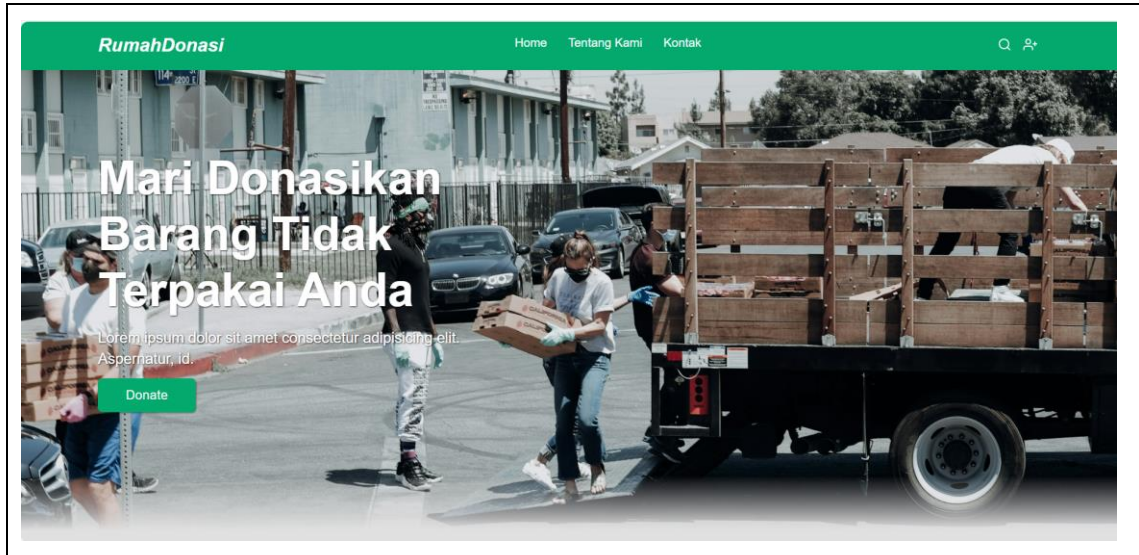 RumahDonasi
Home Tentang Kami Kontak
Mari Donasikan
Barang Tidak
Terpakai Anda
Lorem ipsum dolor sit amet consectetur adipisicing elit.
Aspernatur, id.
Donate